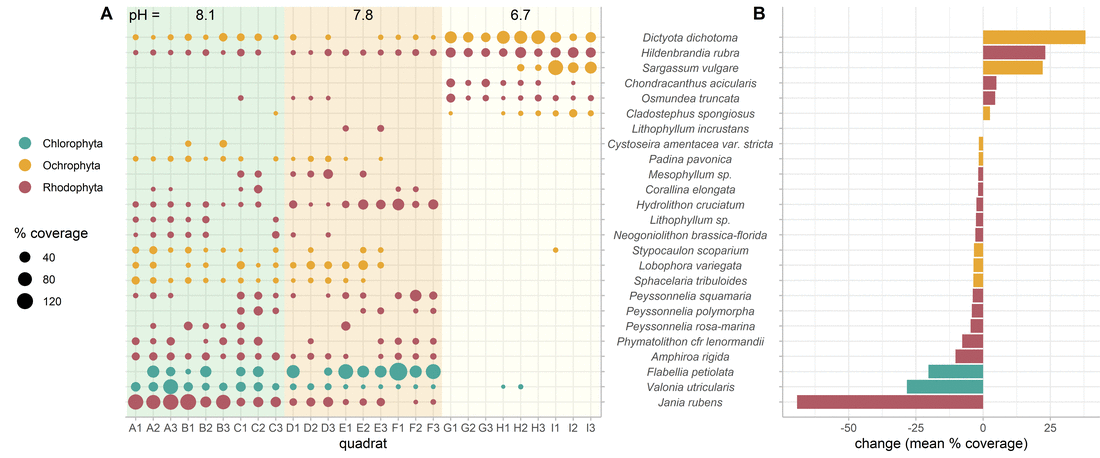 A
pH =
8.1
7.8
6.7
B
Chlorophyta
Ochrophyta
Rhodophyta
% coverage
40
80
120
Dictyota dichotoma
Hildenbrandia rubra
Sargassum vulgare
Chondracanthus acicularis
Osmundea truncata
Cladostephus spongiosus
Lithophyllum incrustans
Cystoseira amentacea var. stricta
Padina pavonica
Mesophyllum sp.
Corallina elongata
Hydrolithon cruciatum
Lithophyllum sp.
Neogoniolithon brassica-florida
Stypocaulon scoparium
Lobophora variegata
Sphacelaria tribuloides
Peyssonnelia squamaria
Peyssonnelia polymorpha
Peyssonnelia rosa-marina
Phymatolithon cfr lenormandii
Amphiroa rigida
Flabellia petiolata
Valonia utricularis
Jania rubens
A1 A2 A3 B1 B2 B3 C1 C2 C3 D1 D2 D3 E1 E2 E3 F1 F2 F3 G1 G2 G3 H1 H2 H3 I1 I2 I3
quadrat
-50 -25 0 25
change (mean % coverage)